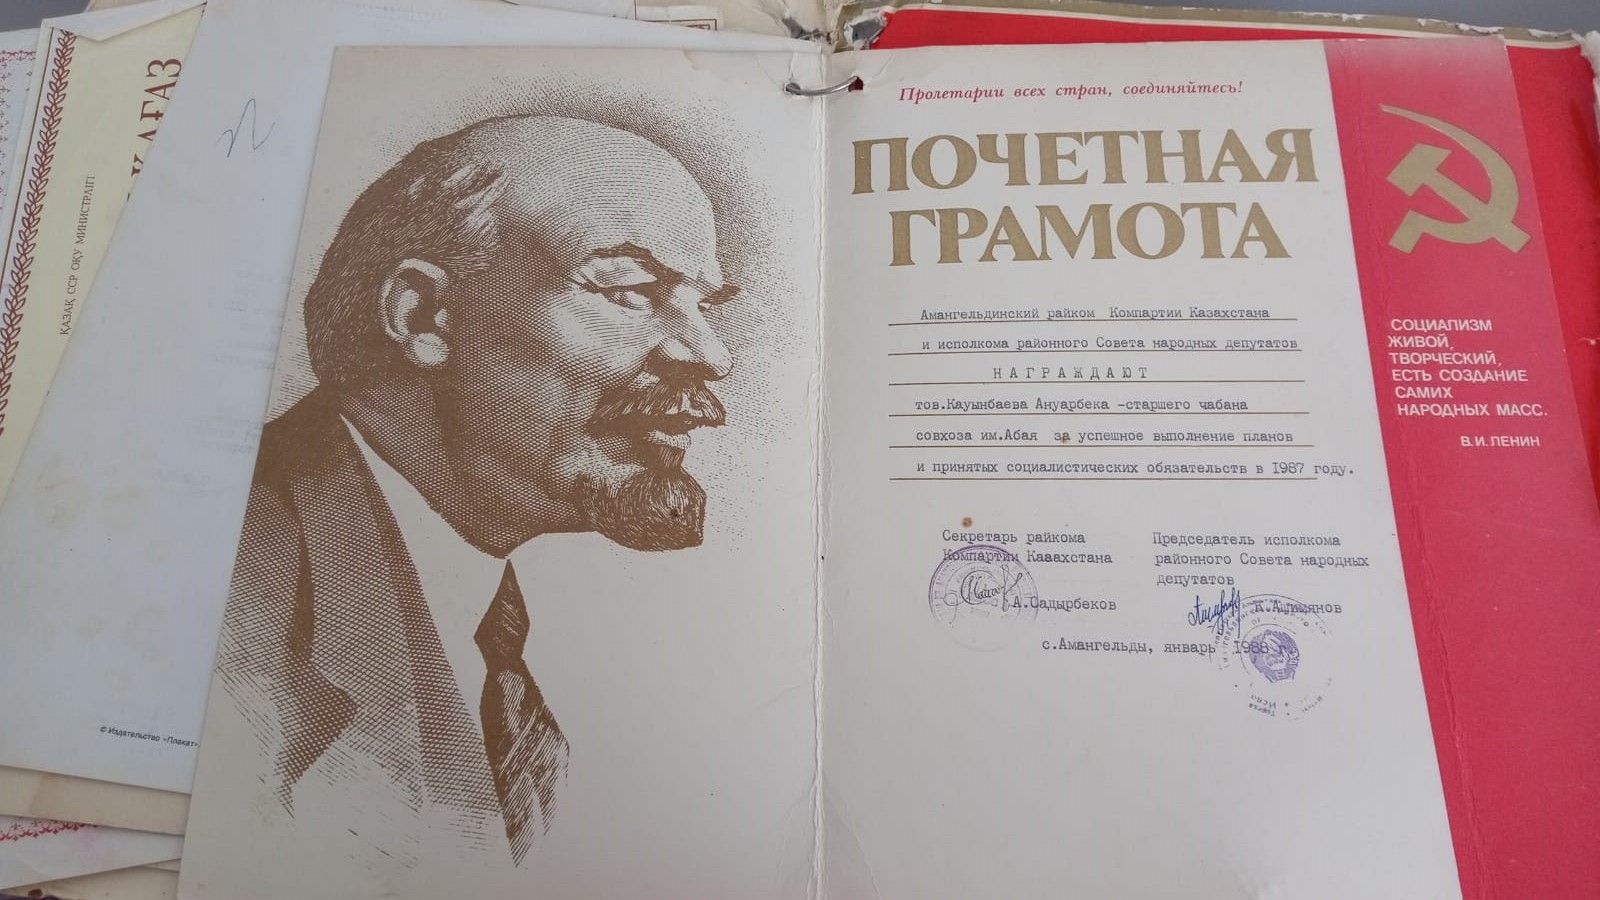 ҚАЗАҚ ССР ОҚУ МИНИСТРЛІГІ
© Издательство «Плакат».
Пролетарии всех стран, соединяйтесь!
ПОЧЕТНАЯ
ГРАМОТА
Амангельдинский райком Компартии Казахстана
и исполкома районного Совета народных депутатов
НАГРАЖДАЮТ
тов.Кауынбаева Ануарбека -старшего чабана
совхоза им.Абая за успешное выполнение планов
и принятых социалистических обязательств в 1987 году.
Секретарь райкома
Компартии Казахстана
А.Садырбеков
Председатель исполкома
районного Совета народных
депутатов
с.Амангельды, январь 1988 г.
СОЦИАЛИЗМ
ЖИВОЙ,
ТВОРЧЕСКИЙ,
ЕСТЬ СОЗДАНИЕ
САМИХ
НАРОДНЫХ МАСС.
В.И.ЛЕНИН